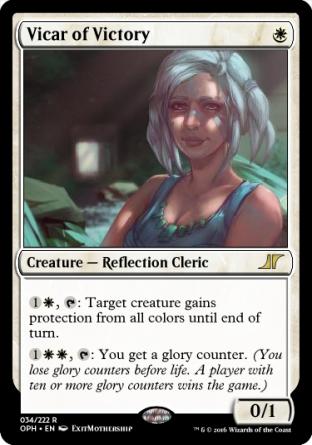 Vicar of Victory
Creature — Reflection Cleric
1, : Target creature gains
protection from all colors until end
of turn.
1, : You get a glory counter. (You
lose glory counters before life. A player with
ten or more glory counters wins the game.)
0/1
034/222 R
OPH • EN ExitMothership
™ & © 2016 Wizards of the Coast